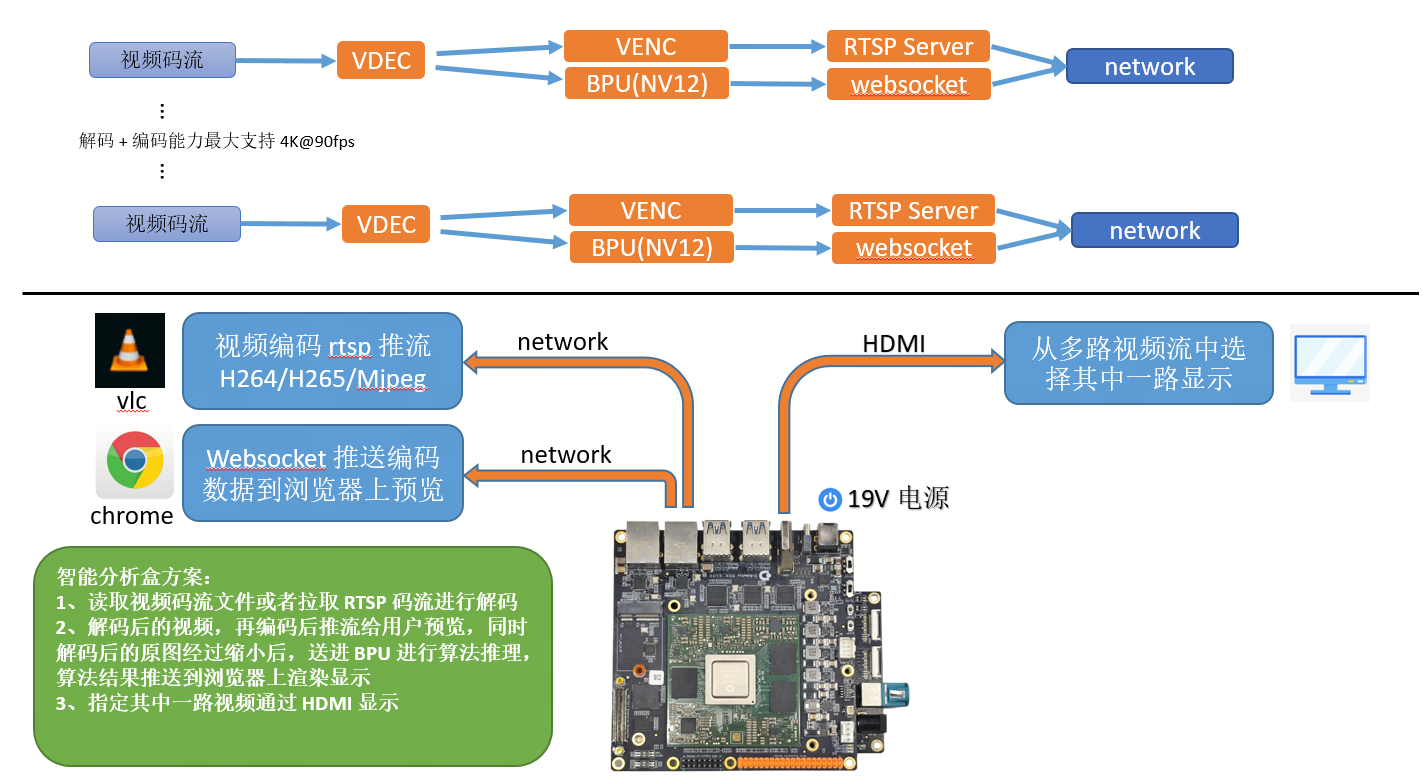 视频码流
VDEC
VENC
BPU(NV12)
RTSP Server
websocket
network
⋮
解码 + 编码能力最大支持 4K@90fps
⋮
视频码流
VDEC
VENC
BPU(NV12)
RTSP Server
websocket
network
vlc
视频编码 rtsp 推流
H264/H265/Mjpeg
network
HDMI
从多路视频流中选
择其中一路显示
chrome
Websocket 推送编码
数据到浏览器上预览
network
19V 电源
智能分析盒方案：
1、读取视频码流文件或者拉取 RTSP 码流进行解码
2、解码后的视频，再编码后推流给用户预览，同时
解码后的原图经过缩小后，送进 BPU 进行算法推理，
算法结果推送到浏览器上渲染显示
3、指定其中一路视频通过 HDMI 显示
D8